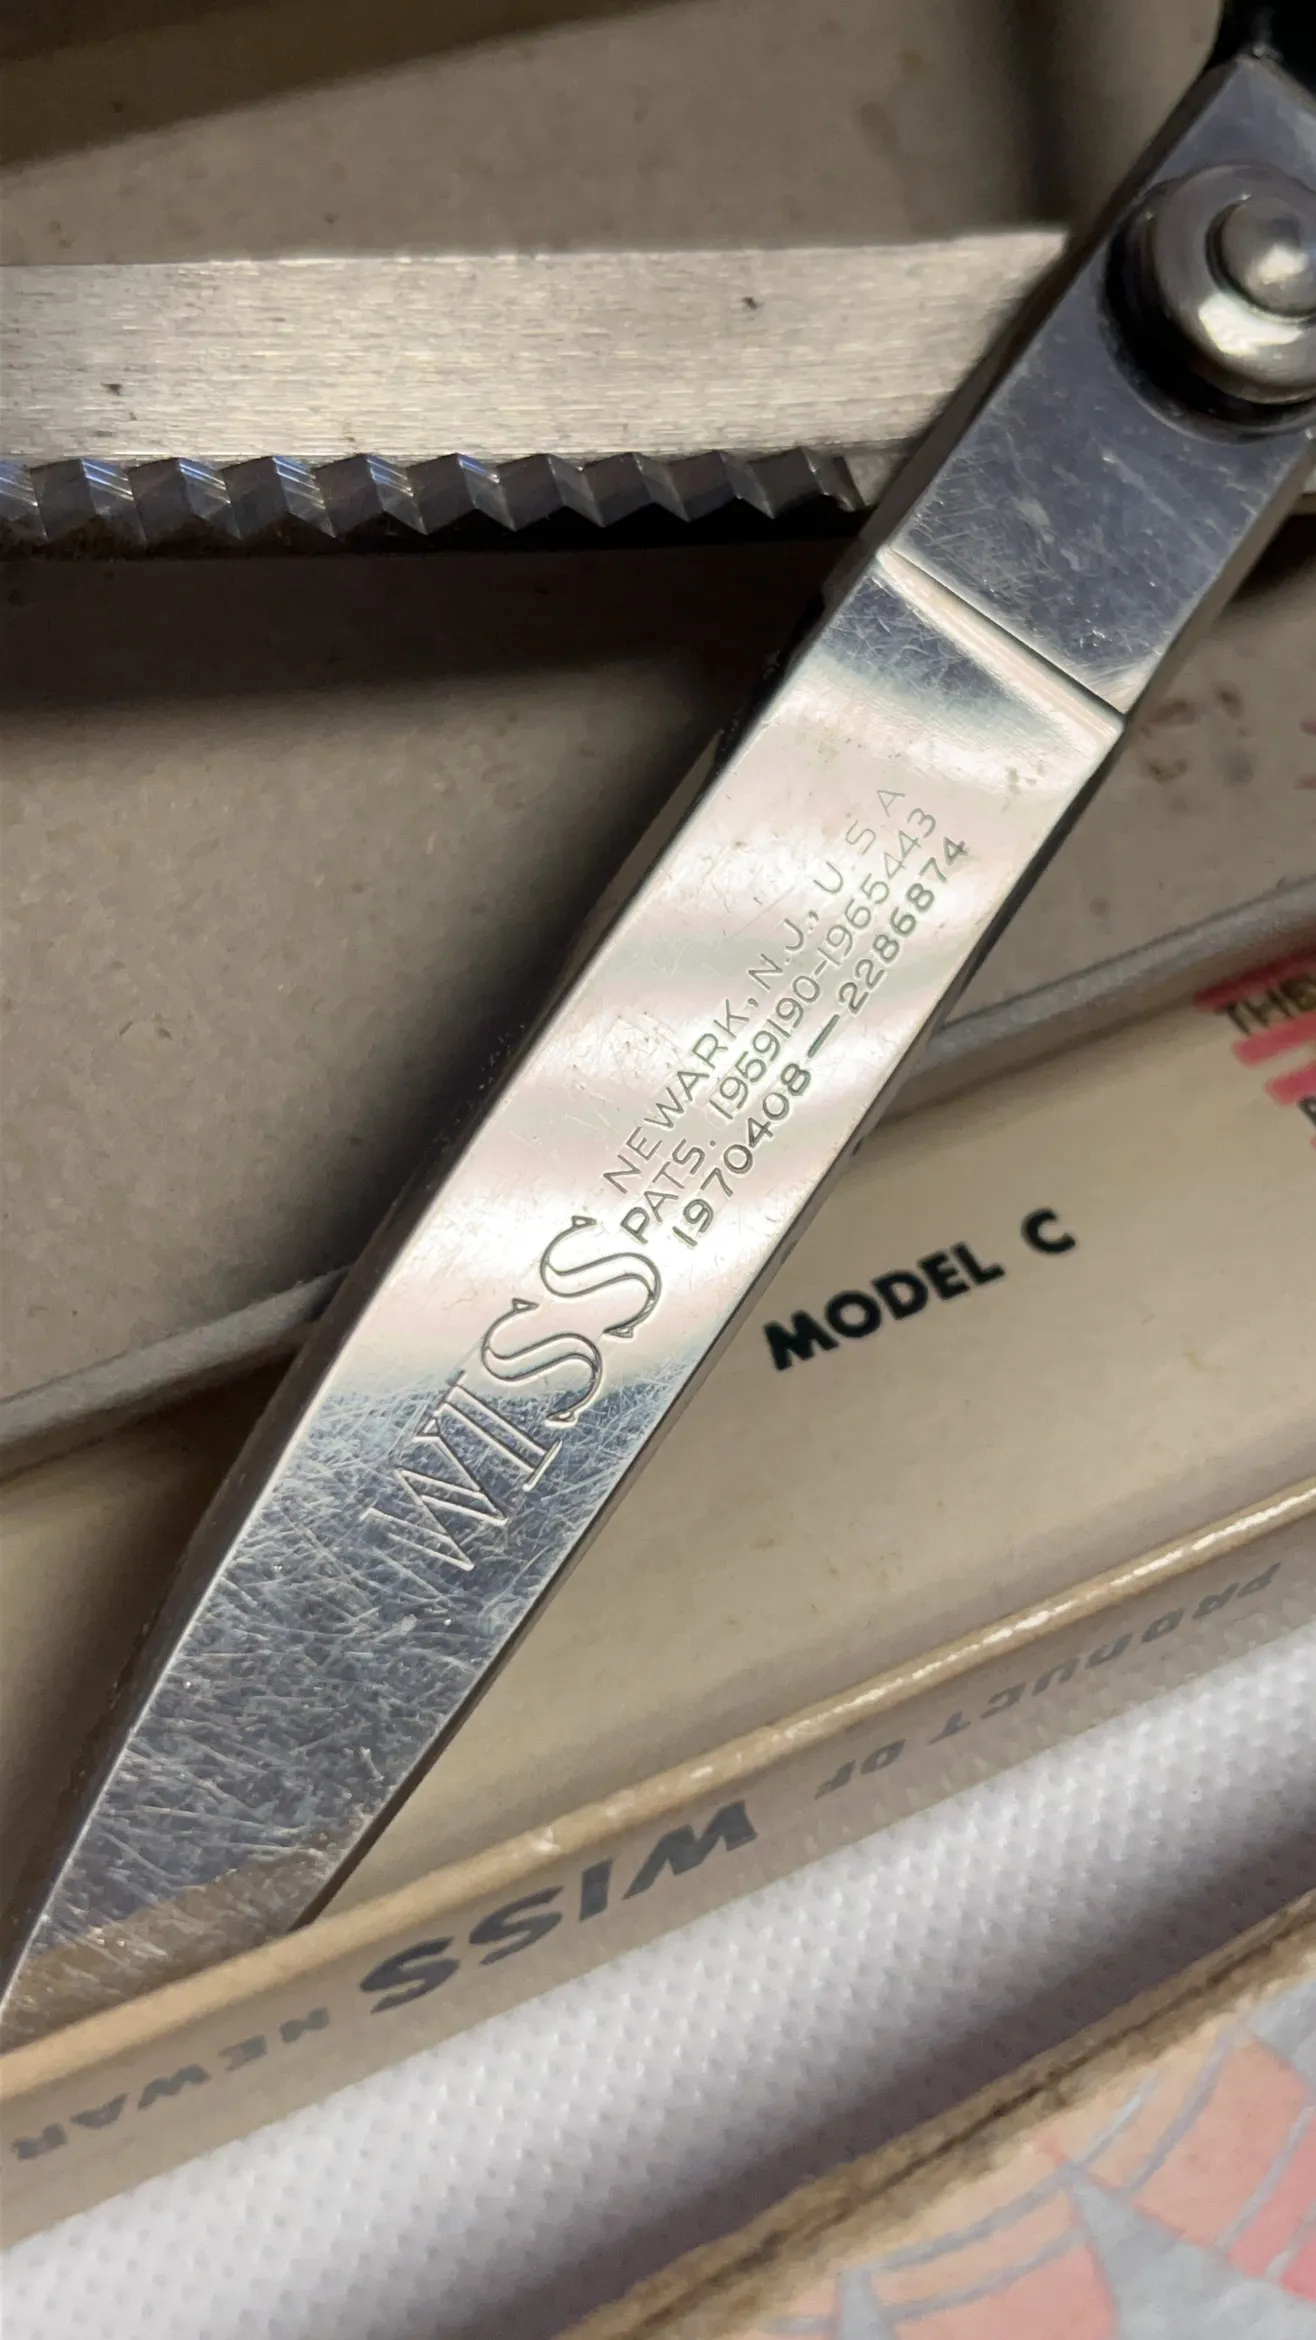 WISS
NEWARK, N.J., U.S.A
PATS. 1959190-1965443
1970408—2286874
MODEL C
PRODUCT OF
WISS NEWAR